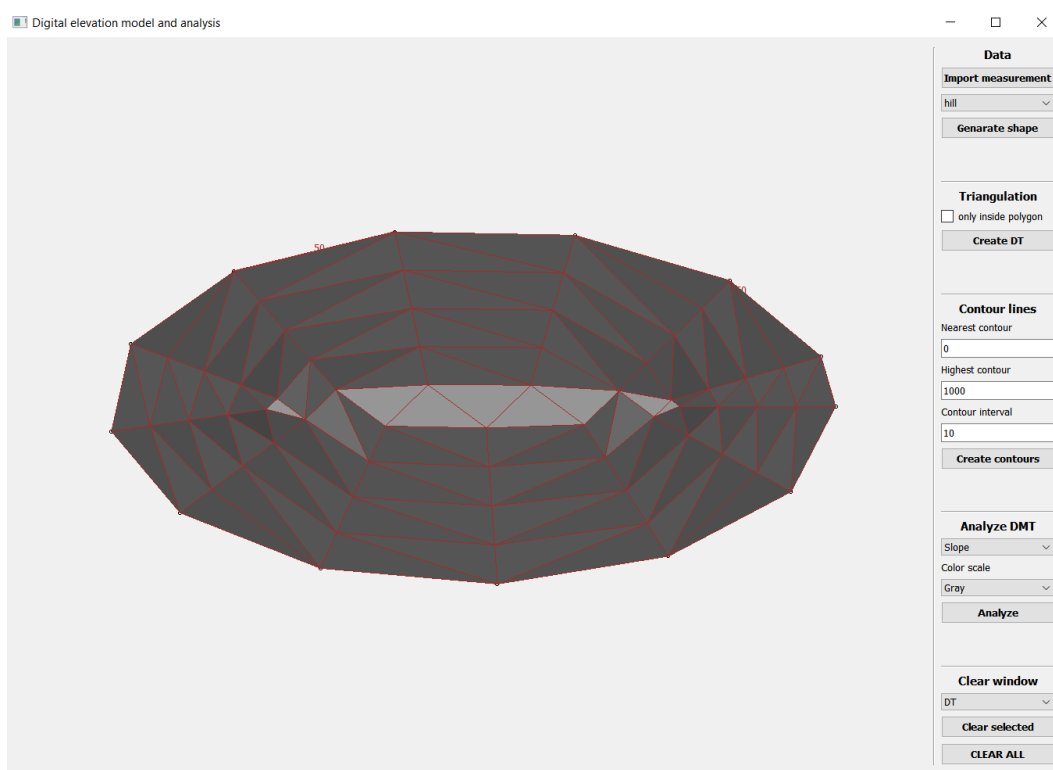 Digital elevation model and analysis
Data
Import measurement
hill
Genarate shape
Triangulation
only inside polygon
Create DT
Contour lines
Nearest contour
0
Highest contour
1000
Contour interval
10
Create contours
Analyze DMT
Slope
Color scale
Gray
Analyze
Clear window
DT
Clear selected
CLEAR ALL
50